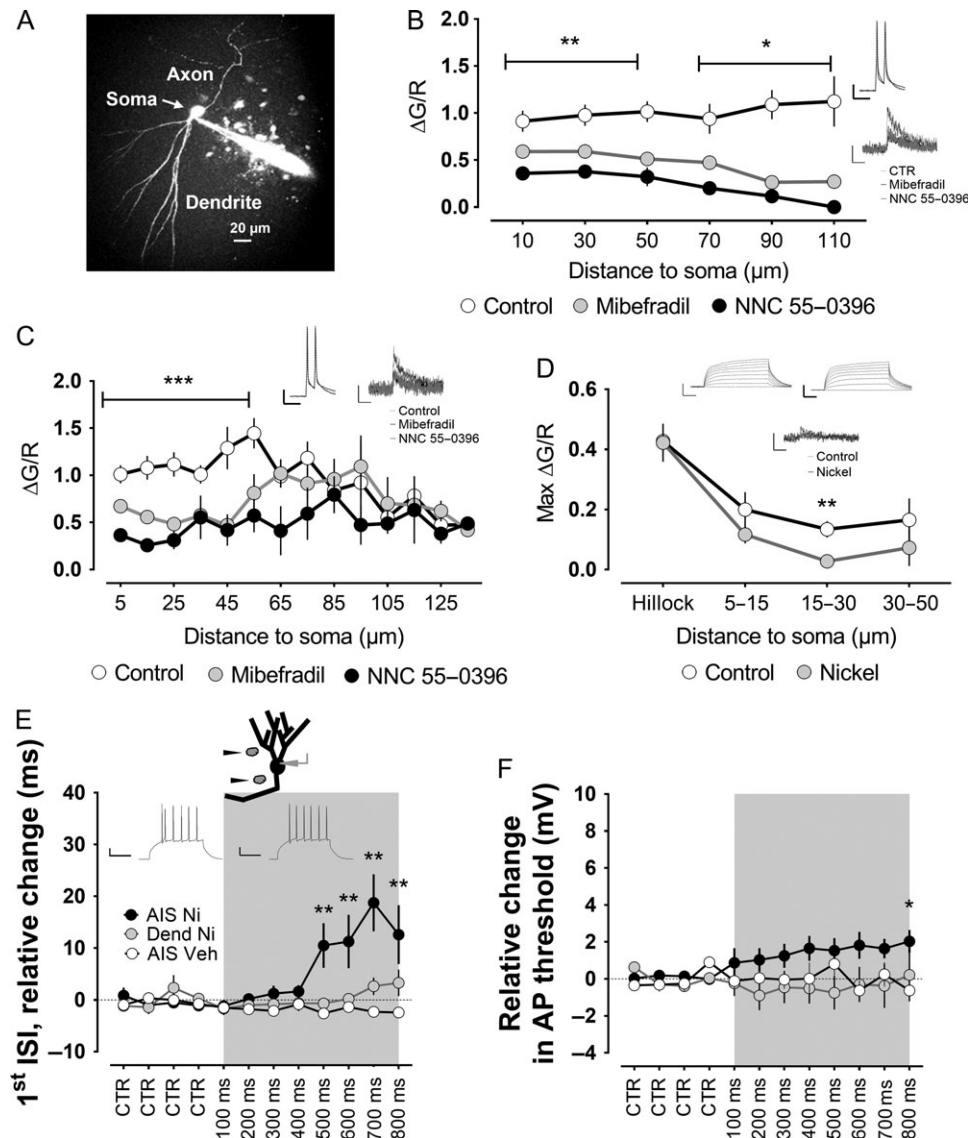 A
Axon
Soma
Dendrite
20 µm
B
**
*
2.0
1.5
1.0
0.5
0.0
ΔG/R
10 30 50 70 90 110
Distance to soma (µm)
CTR
Mibefradil
NNC 55–0396
Control Mibefradil NNC 55–0396
C
***
2.0
1.5
1.0
0.5
0.0
ΔG/R
Control
Mibefradil
NNC 55–0396
5 25 45 65 85 105 125
Distance to soma (µm)
Control Mibefradil NNC 55–0396
D
0.6
0.4
0.2
0.0
Max ΔG/R
Control
Nickel
**
Hillock 5–15 15–30 30–50
Distance to soma (µm)
Control Nickel
E
1st ISI, relative change (ms)
40
30
20
10
0
–10
** ** ** **
AIS Ni
Dend Ni
AIS Veh
CTR CTR CTR CTR 100 ms 200 ms 300 ms 400 ms 500 ms 600 ms 700 ms 800 ms
F
Relative change
in AP threshold (mV)
10
8
6
4
2
0
–2
–4
*
CTR CTR CTR CTR 100 ms 200 ms 300 ms 400 ms 500 ms 600 ms 700 ms 800 ms